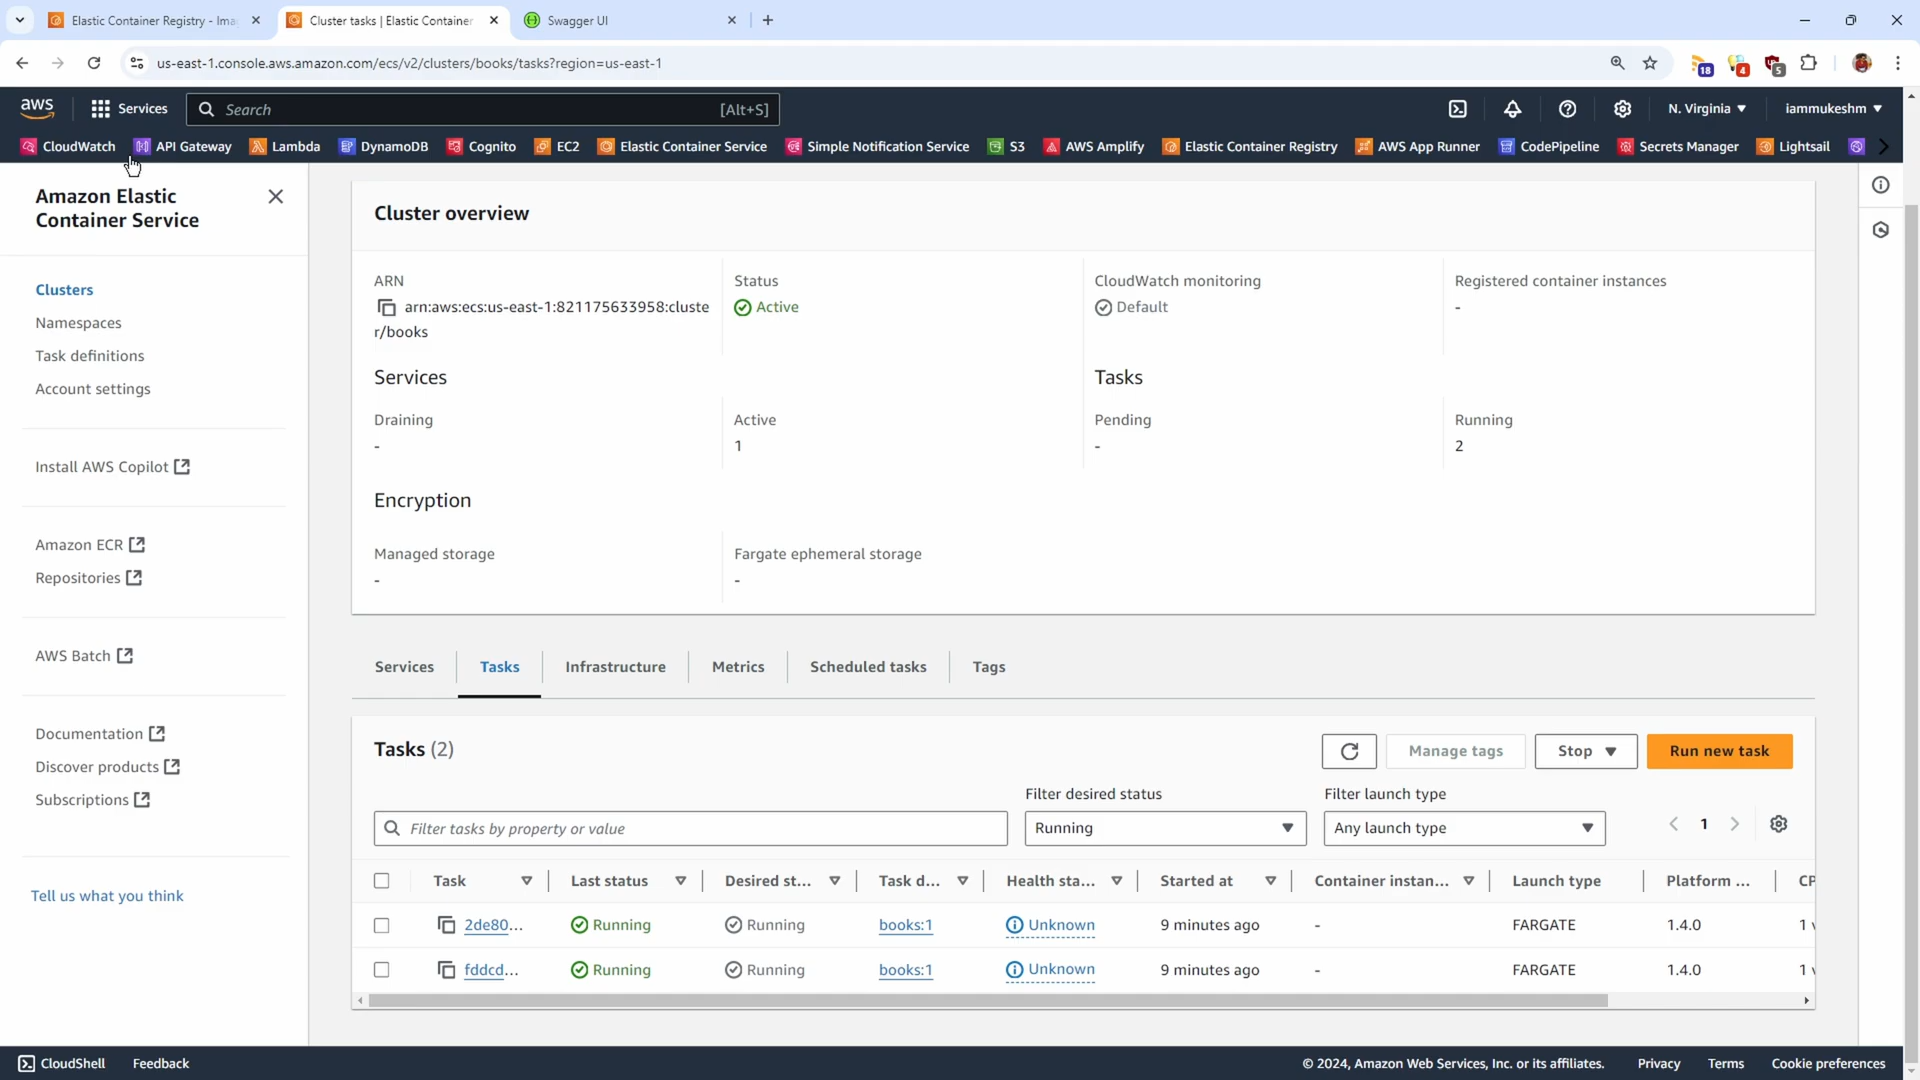 Elastic Container Registry - Ima
Cluster tasks | Elastic Container
Swagger UI
us-east-1.console.aws.amazon.com/ecs/v2/clusters/books/tasks?region=us-east-1
18
4
5
aws
Services
Search
[Alt+S]
N. Virginia
iammukeshm
CloudWatch
API Gateway
Lambda
DynamoDB
Cognito
EC2
Elastic Container Service
Simple Notification Service
S3
AWS Amplify
Elastic Container Registry
AWS App Runner
CodePipeline
Secrets Manager
Lightsail
Amazon Elastic
Container Service
Clusters
Namespaces
Task definitions
Account settings
Install AWS Copilot
Amazon ECR
Repositories
AWS Batch
Documentation
Discover products
Subscriptions
Tell us what you think
Cluster overview
ARN
arn:aws:ecs:us-east-1:821175633958:cluste
r/books
Status
Active
CloudWatch monitoring
Default
Registered container instances
-
Services
Tasks
Draining
-
Active
1
Pending
-
Running
2
Encryption
Managed storage
-
Fargate ephemeral storage
-
Services
Tasks
Infrastructure
Metrics
Scheduled tasks
Tags
Tasks (2)
Manage tags
Stop
Run new task
Filter desired status
Filter launch type
Filter tasks by property or value
Running
Any launch type
1
Task
Last status
Desired st...
Task d...
Health sta...
Started at
Container instan...
Launch type
Platform ...
CP
2de80...
Running
Running
books:1
Unknown
9 minutes ago
-
FARGATE
1.4.0
1 v
fddcd...
Running
Running
books:1
Unknown
9 minutes ago
-
FARGATE
1.4.0
1 v
CloudShell
Feedback
© 2024, Amazon Web Services, Inc. or its affiliates.
Privacy
Terms
Cookie preferences